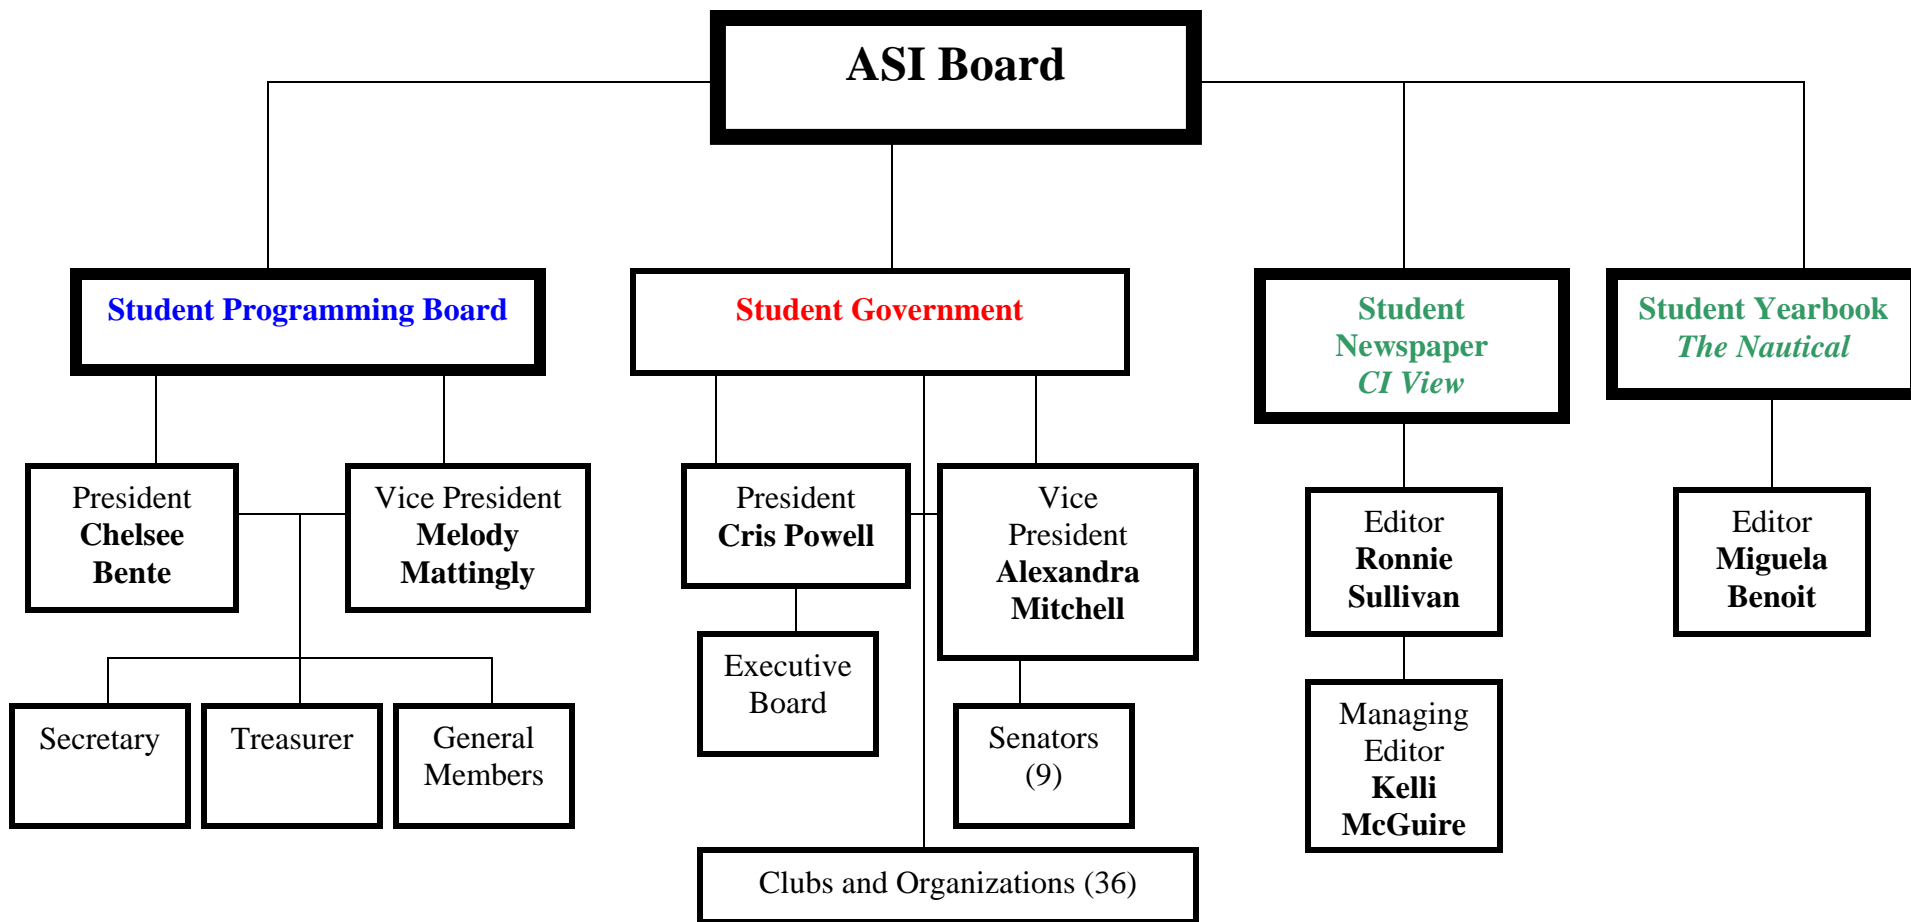 ASI Board
Student Programming Board
Student Government
Student
Newspaper
CI View
Student Yearbook
The Nautical
President
Chelsee
Bente
Vice President
Melody
Mattingly
President
Cris Powell
Vice
President
Alexandra
Mitchell
Editor
Ronnie
Sullivan
Editor
Miguela
Benoit
Executive
Board
Secretary
Treasurer
General
Members
Senators
(9)
Managing
Editor
Kelli
McGuire
Clubs and Organizations (36)